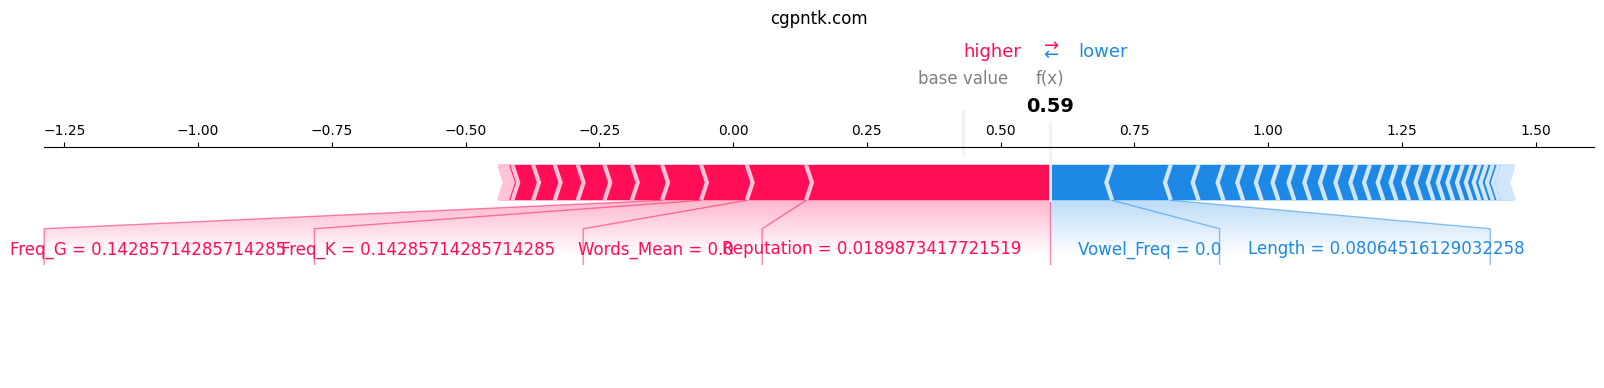 cgpntk.com
higher → ← lower
base value f(x)
0.59
−1.25 −1.00 −0.75 −0.50 −0.25 0.00 0.25 0.50 0.75 1.00 1.25 1.50
Freq_G = 0.14285714285714285 Freq_K = 0.14285714285714285 Words_Mean = 0.0 Reputation = 0.0189873417721519 Vowel_Freq = 0.0 Length = 0.08064516129032258